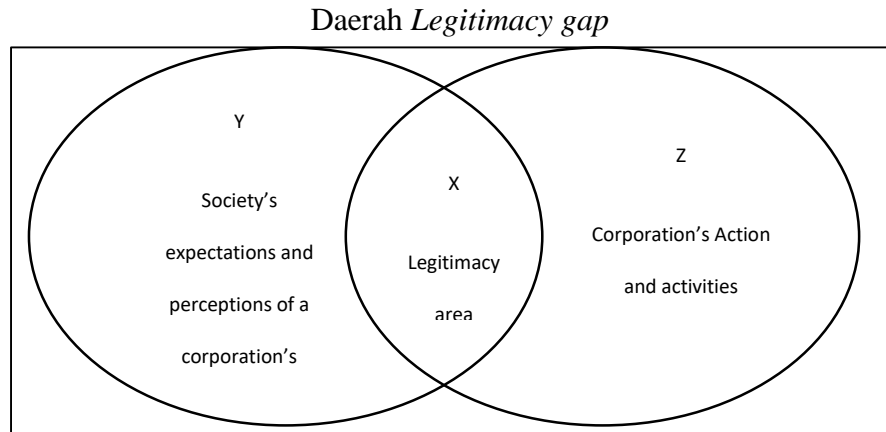 Daerah Legitimacy gap
Y
Society’s
expectations and
perceptions of a
corporation’s
X
Legitimacy
area
Z
Corporation’s Action
and activities